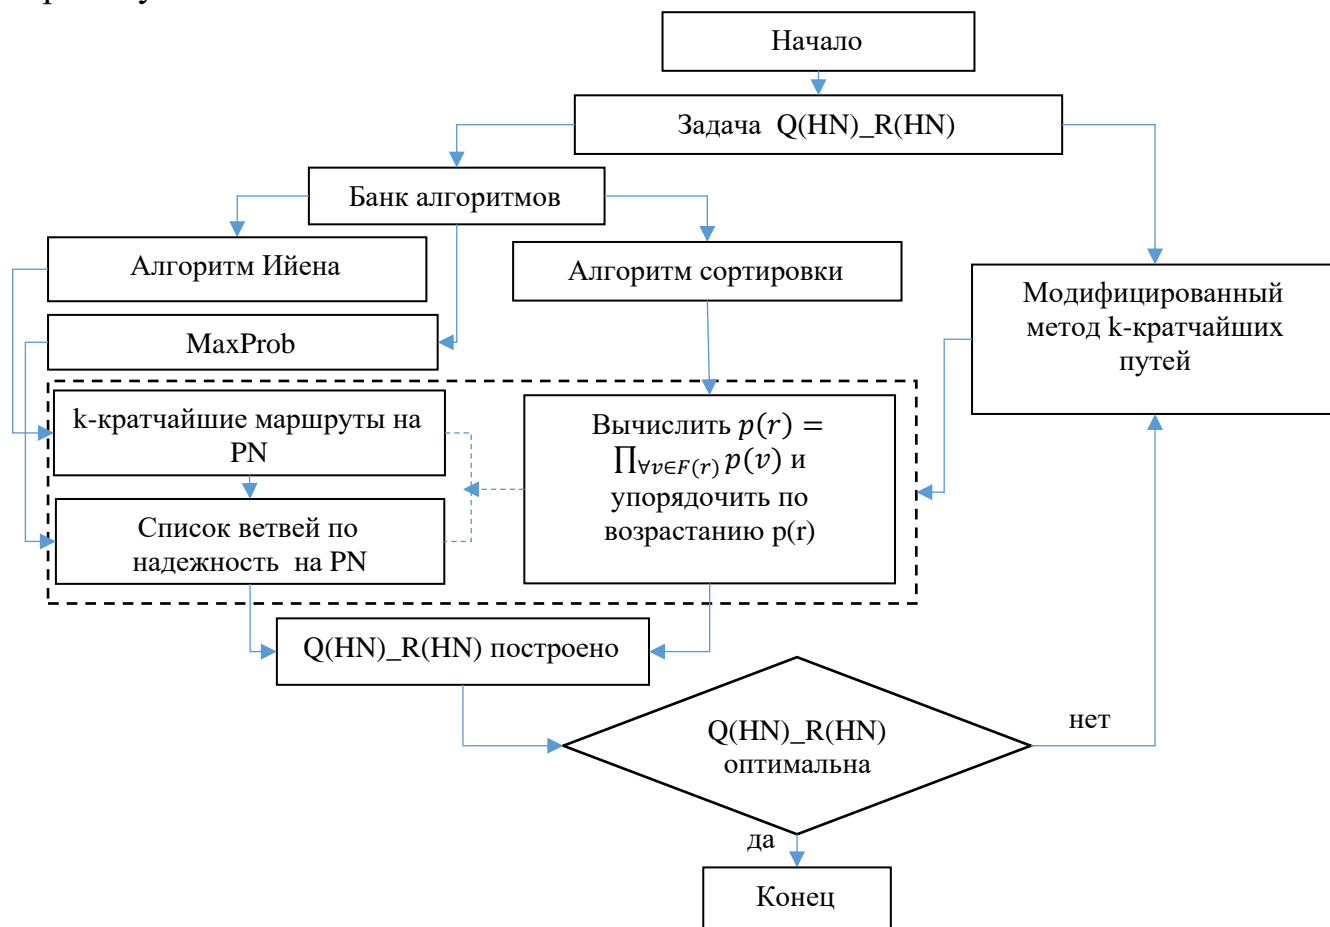 Начало
Задача Q(HN)_R(HN)
Банк алгоритмов
Алгоритм Ийена
Алгоритм сортировки
Модифицированный
метод k-кратчайших
путей
MaxProb
k-кратчайшие маршруты на
PN
Вычислить p(r) =
∏∀v∈F(r) p(v) и
упорядочить по
возрастанию p(r)
Список ветвей по
надежность на PN
Q(HN)_R(HN) построено
Q(HN)_R(HN)
оптимальна
нет
да
Конец